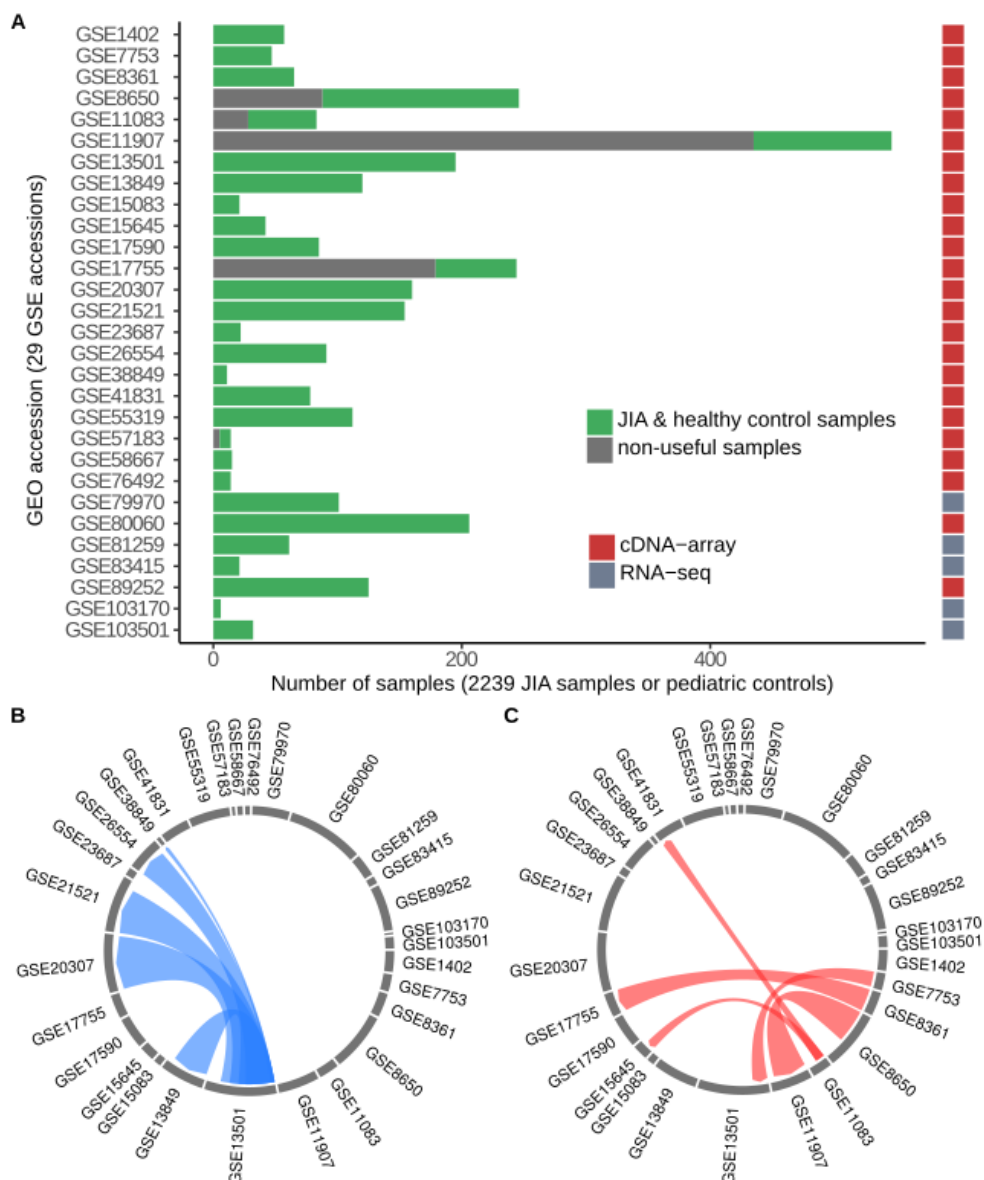 A
GSE1402
GSE7753
GSE8361
GSE8650
GSE11083
GSE11907
GSE13501
GSE13849
GSE15083
GSE15645
GSE17590
GSE17755
GSE20307
GSE21521
GSE23687
GSE26554
GSE38849
GSE41831
GSE55319
GSE57183
GSE58667
GSE76492
GSE79970
GSE80060
GSE81259
GSE83415
GSE89252
GSE103170
GSE103501
GEO accession (29 GSE accessions)
JIA & healthy control samples
non-useful samples
cDNA−array
RNA−seq
0
200
400
Number of samples (2239 JIA samples or pediatric controls)
B
GSE79970
GSE80060
GSE81259
GSE83415
GSE89252
GSE103170
GSE103501
GSE1402
GSE7753
GSE8361
GSE8650
GSE11083
GSE11907
GSE13501
GSE13849
GSE15083
GSE15645
GSE17590
GSE17755
GSE20307
GSE21521
GSE23687
GSE26554
GSE38849
GSE41831
GSE55319
GSE57183
GSE58667
GSE76492
C
GSE79970
GSE80060
GSE81259
GSE83415
GSE89252
GSE103170
GSE103501
GSE1402
GSE7753
GSE8361
GSE8650
GSE11083
GSE11907
GSE13501
GSE13849
GSE15083
GSE15645
GSE17590
GSE17755
GSE20307
GSE21521
GSE23687
GSE26554
GSE38849
GSE41831
GSE55319
GSE57183
GSE58667
GSE76492